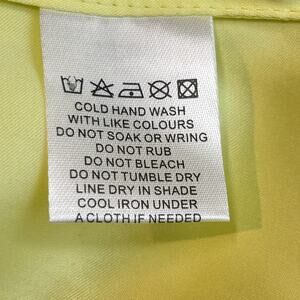 COLD HAND WASH
WITH LIKE COLOURS
DO NOT SOAK OR WRING
DO NOT RUB
DO NOT BLEACH
DO NOT TUMBLE DRY
LINE DRY IN SHADE
COOL IRON UNDER
A CLOTH IF NEEDED